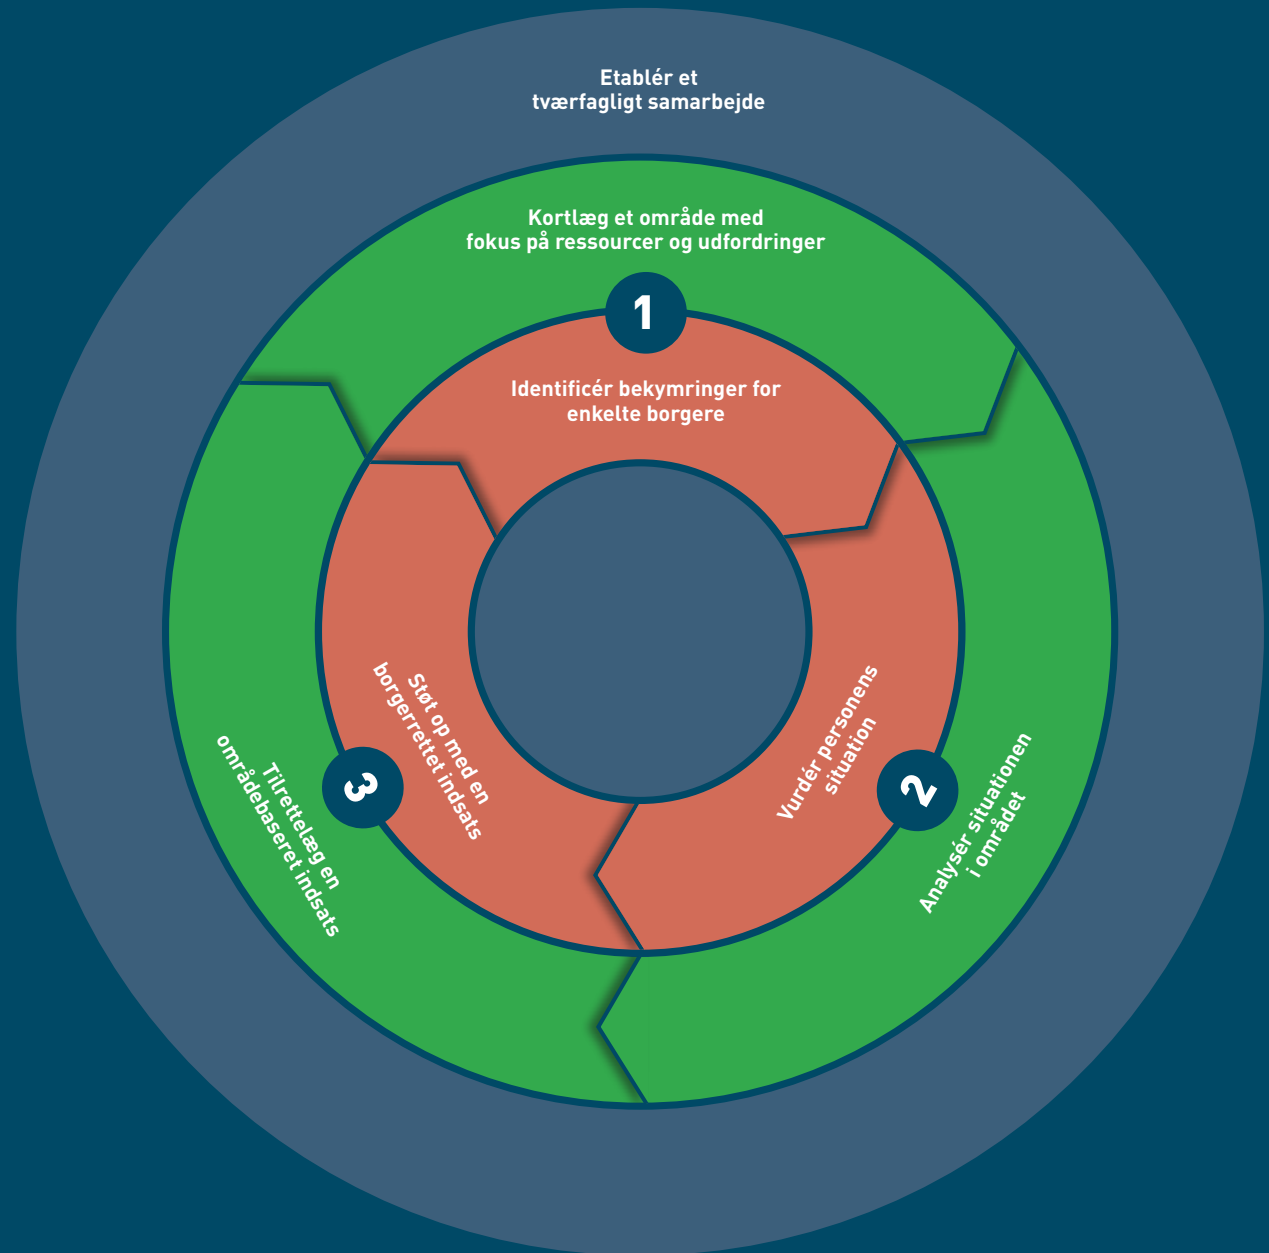 Etablér et
tværfagligt samarbejde
Kortlæg et område med
fokus på ressourcer og udfordringer
1
Identificér bekymringer for
enkelte borgere
Vurdér personens
situation
2
Analysér situationen
i området
Støt op med en
borgerrettet indsats
3
Tilrettelæg en
områdebaseret indsats